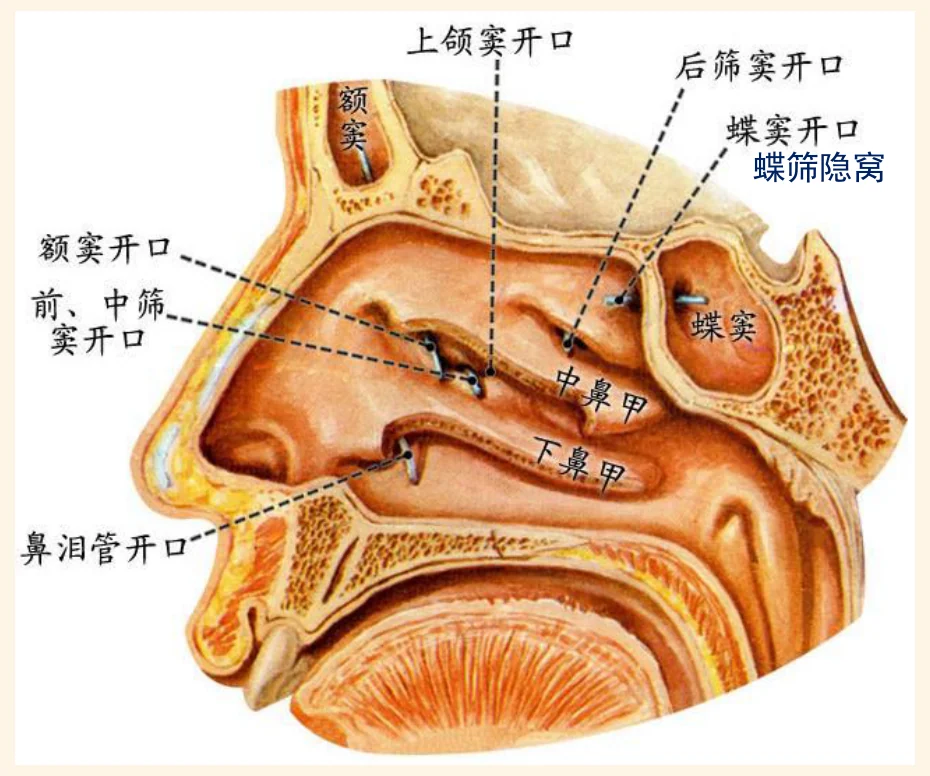 上颌窦开口
后筛窦开口
额窦
蝶窦开口
蝶筛隐窝
额窦开口
前、中筛
窦开口
蝶窦
中鼻甲
下鼻甲
鼻泪管开口